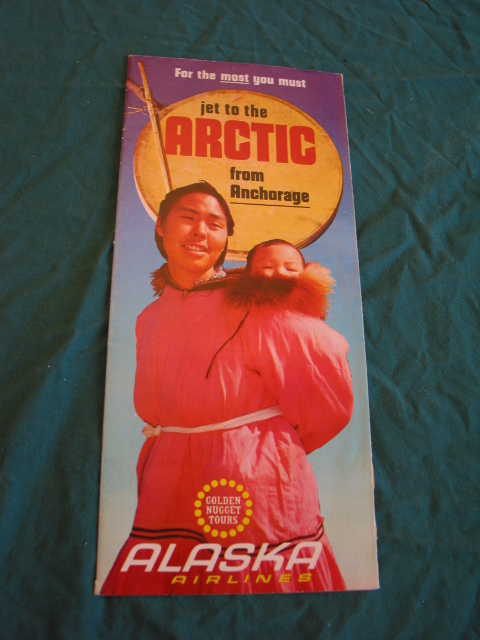 For the most you must
jet to the
ARCTIC
from
Anchorage
GOLDEN
NUGGET
TOURS
ALASKA
AIRLINES